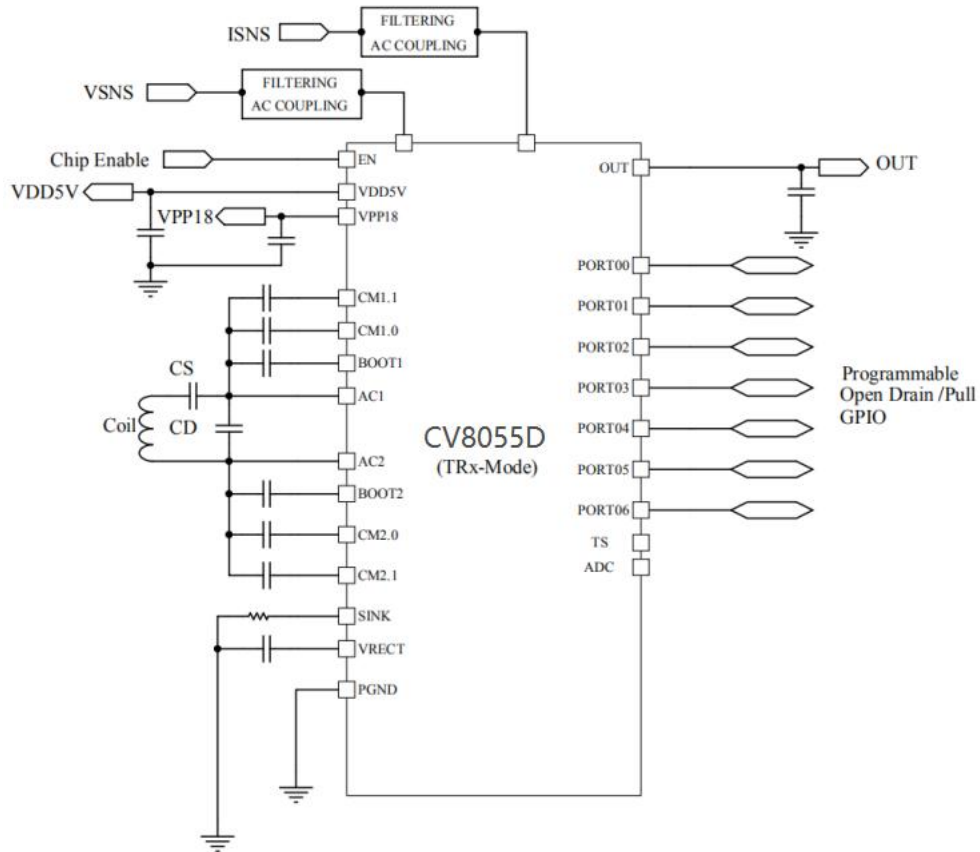 FILTERING
AC COUPLING
ISNS
FILTERING
AC COUPLING
VSNS
Chip Enable
EN
OUT
OUT
VDD5V
VDD5V
VPP18
VPP18
PORT00
CM1.1
PORT01
CM1.0
PORT02
BOOT1
CS
PORT03
Programmable
Open Drain /Pull
GPIO
AC1
Coil
CD
CV8055D
(TRx-Mode)
PORT04
AC2
PORT05
BOOT2
PORT06
CM2.0
TS
ADC
CM2.1
SINK
VRECT
PGND